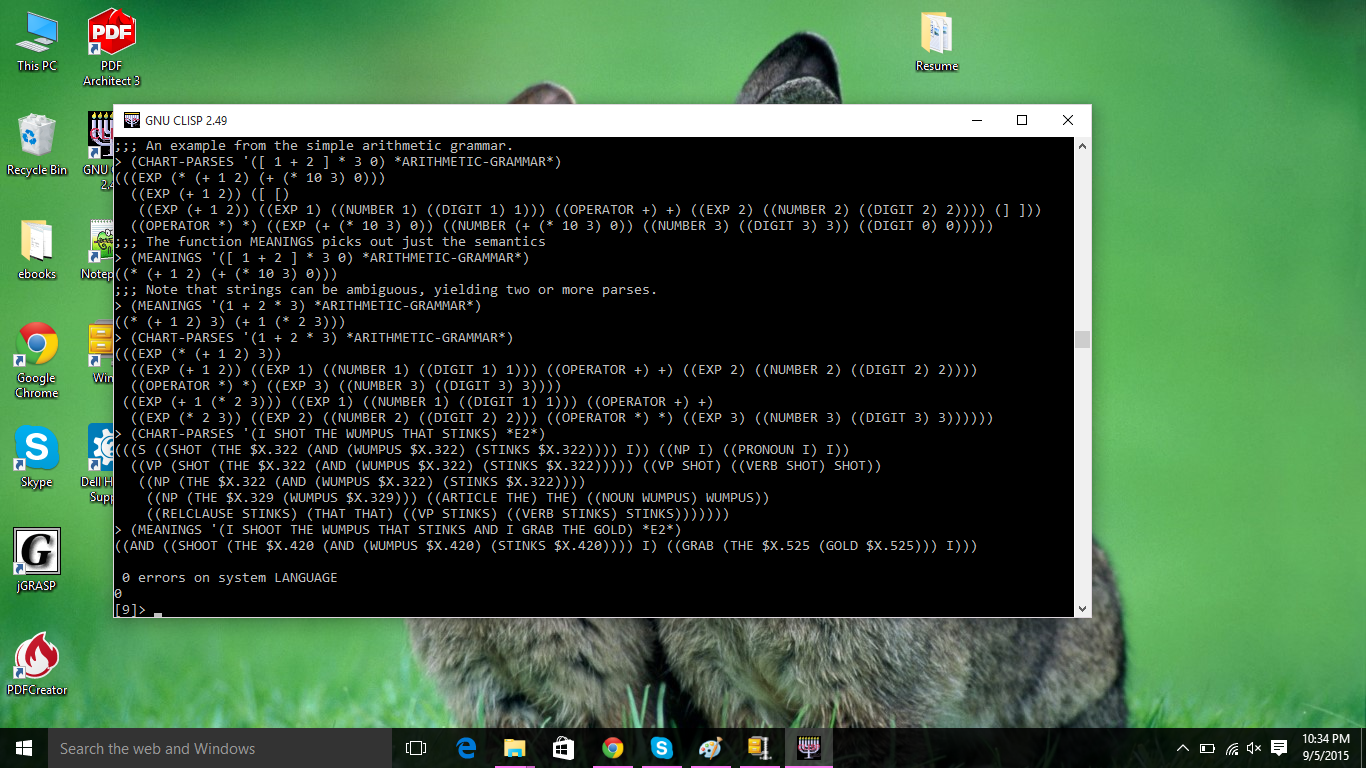 This PC
PDF
Architect 3
Resume
Recycle Bin
GNU
2.4
ebooks
Notep
Google
Chrome
Win
Skype
Dell H
Supp
jGRASP
PDFCreator
GNU CLISP 2.49
;;; An example from the simple arithmetic grammar.
> (CHART-PARSES '([ 1 + 2 ] * 3 0) *ARITHMETIC-GRAMMAR*)
(((EXP (* (+ 1 2) (+ (* 10 3) 0)))
((EXP (+ 1 2)) ([ [)
((EXP (+ 1 2)) ((EXP 1) ((NUMBER 1) ((DIGIT 1) 1))) ((OPERATOR +) +) ((EXP 2) ((NUMBER 2) ((DIGIT 2) 2)))) (] ]))
((OPERATOR *) *) ((EXP (+ (* 10 3) 0)) ((NUMBER (+ (* 10 3) 0)) ((NUMBER 3) ((DIGIT 3) 3)) ((DIGIT 0) 0)))))
;;; The function MEANINGS picks out just the semantics
> (MEANINGS '([ 1 + 2 ] * 3 0) *ARITHMETIC-GRAMMAR*)
((* (+ 1 2) (+ (* 10 3) 0)))
;;; Note that strings can be ambiguous, yielding two or more parses.
> (MEANINGS '(1 + 2 * 3) *ARITHMETIC-GRAMMAR*)
((* (+ 1 2) 3) (+ 1 (* 2 3)))
> (CHART-PARSES '(1 + 2 * 3) *ARITHMETIC-GRAMMAR*)
(((EXP (* (+ 1 2) 3))
((EXP (+ 1 2)) ((EXP 1) ((NUMBER 1) ((DIGIT 1) 1))) ((OPERATOR +) +) ((EXP 2) ((NUMBER 2) ((DIGIT 2) 2))))
((OPERATOR *) *) ((EXP 3) ((NUMBER 3) ((DIGIT 3) 3))))
((EXP (+ 1 (* 2 3))) ((EXP 1) ((NUMBER 1) ((DIGIT 1) 1))) ((OPERATOR +) +)
((EXP (* 2 3)) ((EXP 2) ((NUMBER 2) ((DIGIT 2) 2))) ((OPERATOR *) *) ((EXP 3) ((NUMBER 3) ((DIGIT 3) 3))))))
> (CHART-PARSES '(I SHOT THE WUMPUS THAT STINKS) *E2*)
(((S ((SHOT (THE $X.322 (AND (WUMPUS $X.322) (STINKS $X.322)))) I)) ((NP I) ((PRONOUN I) I))
((VP (SHOT (THE $X.322 (AND (WUMPUS $X.322) (STINKS $X.322))))) ((VP SHOT) ((VERB SHOT) SHOT))
((NP (THE $X.322 (AND (WUMPUS $X.322) (STINKS $X.322))))
((NP (THE $X.329 (WUMPUS $X.329))) ((ARTICLE THE) THE) ((NOUN WUMPUS) WUMPUS))
((RELCLAUSE STINKS) (THAT THAT) ((VP STINKS) ((VERB STINKS) STINKS)))))))
> (MEANINGS '(I SHOOT THE WUMPUS THAT STINKS AND I GRAB THE GOLD) *E2*)
((AND ((SHOOT (THE $X.420 (AND (WUMPUS $X.420) (STINKS $X.420)))) I) ((GRAB (THE $X.525 (GOLD $X.525))) I)))
0 errors on system LANGUAGE
0
[9]>
Search the web and Windows
10:34 PM
9/5/2015